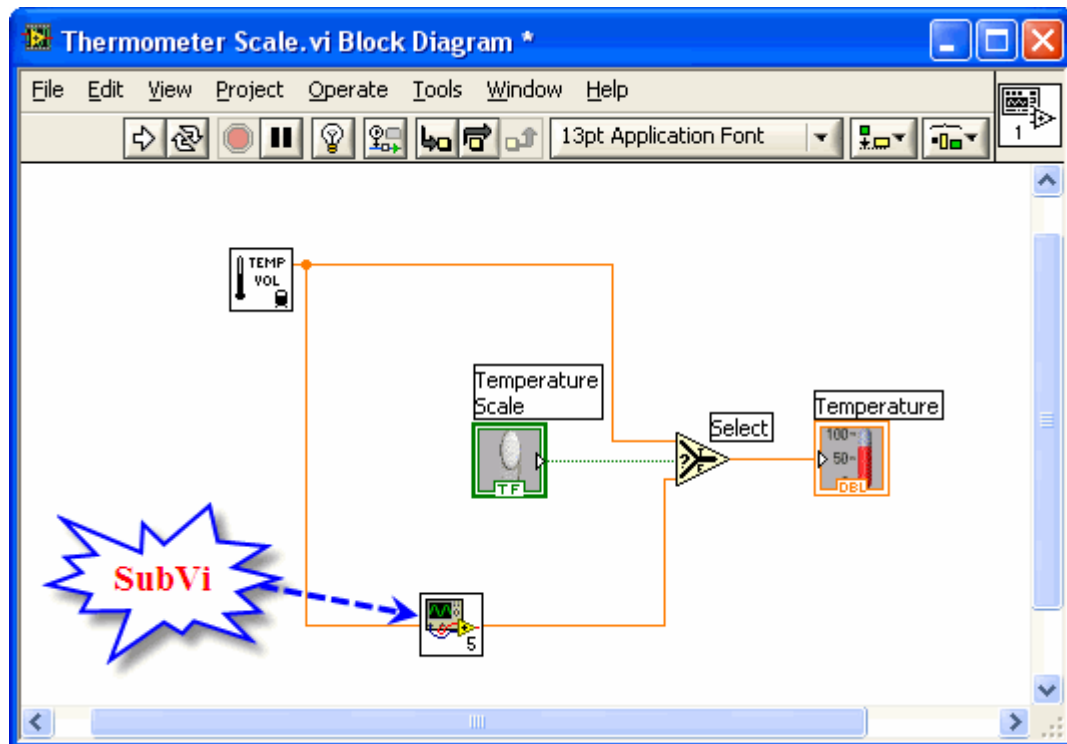 Thermometer Scale.vi Block Diagram *
File Edit View Project Operate Tools Window Help
1
13pt Application Font
TEMP
VOL
Temperature
Scale
TF
Select
?
F
Temperature
100
50
DBL
SubVi
5